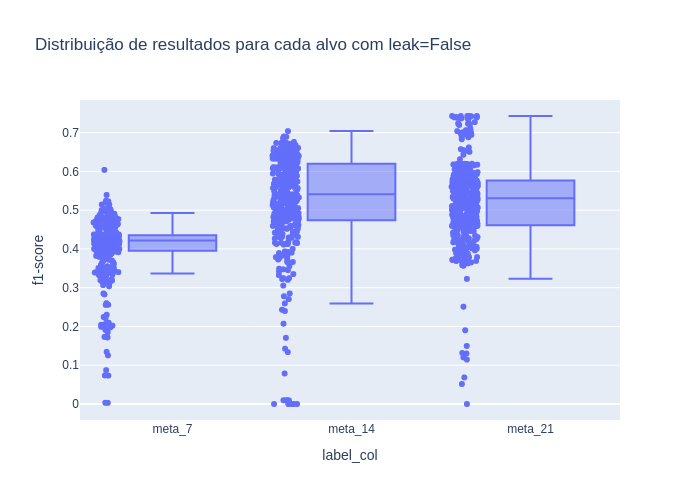 Distribuição de resultados para cada alvo com leak=False
f1-score
0.7
0.6
0.5
0.4
0.3
0.2
0.1
0
meta_7
meta_14
meta_21
label_col